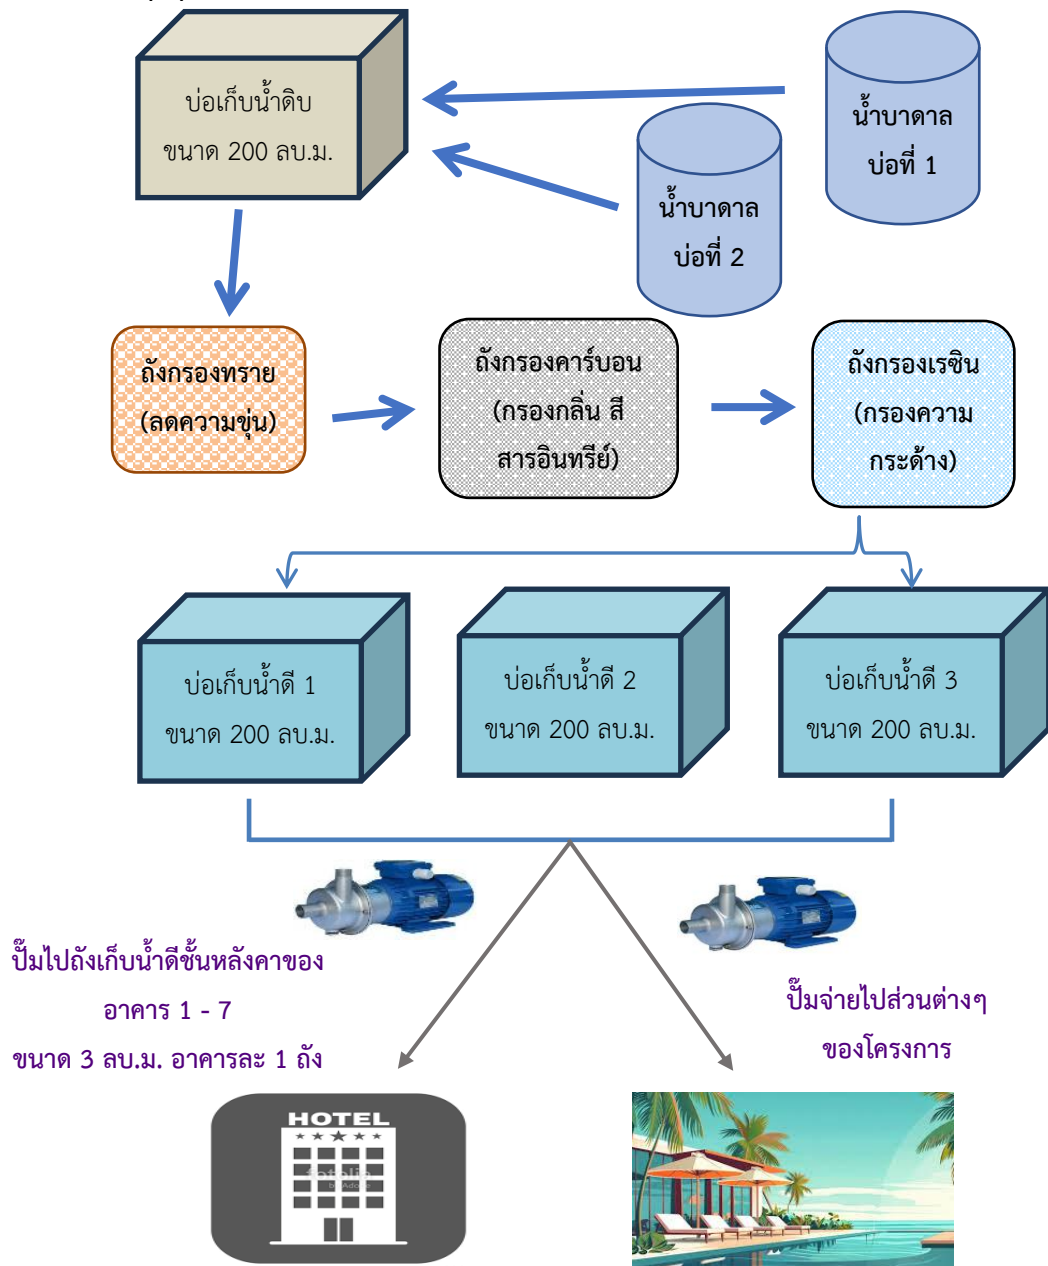 บ่อเก็บน้ำดิบ
ขนาด 200 ลบ.ม.
น้ำบาดาล
บ่อที่ 1
น้ำบาดาล
บ่อที่ 2
ถังกรองทราย
(ลดความขุ่น)
ถังกรองคาร์บอน
(กรองกลิ่น สี
สารอินทรีย์)
ถังกรองเรซิน
(กรองความ
กระด้าง)
บ่อเก็บน้ำดี 1
ขนาด 200 ลบ.ม.
บ่อเก็บน้ำดี 2
ขนาด 200 ลบ.ม.
บ่อเก็บน้ำดี 3
ขนาด 200 ลบ.ม.
ปั๊มไปถังเก็บน้ำดีชั้นหลังคาของ
อาคาร 1 - 7
ขนาด 3 ลบ.ม. อาคารละ 1 ถัง
ปั๊มจ่ายไปส่วนต่างๆ
ของโครงการ
HOTEL